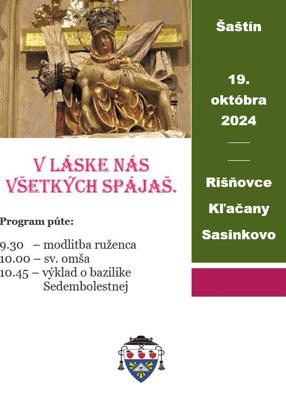 Šaštín
19.
októbra
2024
Rišňovce
Kľačany
Sasinkovo
V LÁSKE NÁS
VŠETKÝCH SPÁJAŠ.
Program púte:
9.30 – modlitba ruženca
10.00 – sv. omša
10.45 – výklad o bazilike
Sedembolestnej